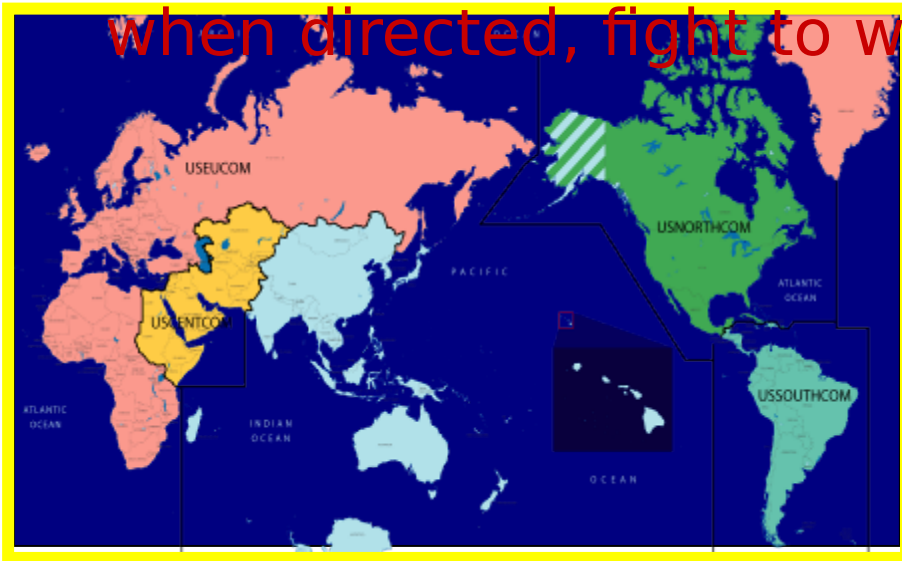 when directed, fight to w
USEUCOM
USNORTHCOM
PACIFIC
ATLANTIC
OCEAN
USCENTCOM
USSOUTHCOM
ATLANTIC
OCEAN
INDIAN
OCEAN
OCEAN